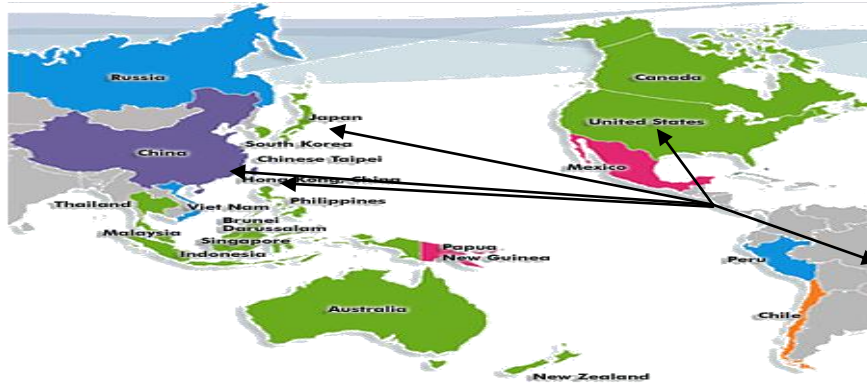 Russia
Canada
Japan
United States
South Korea
China
Chinese Taipei
Mexico
Hong Kong, China
Thailand
Viet Nam
Philippines
Brunei
Darussalam
Malaysia
Singapore
Indonesia
Papua
New Guinea
Peru
Australia
Chile
New Zealand